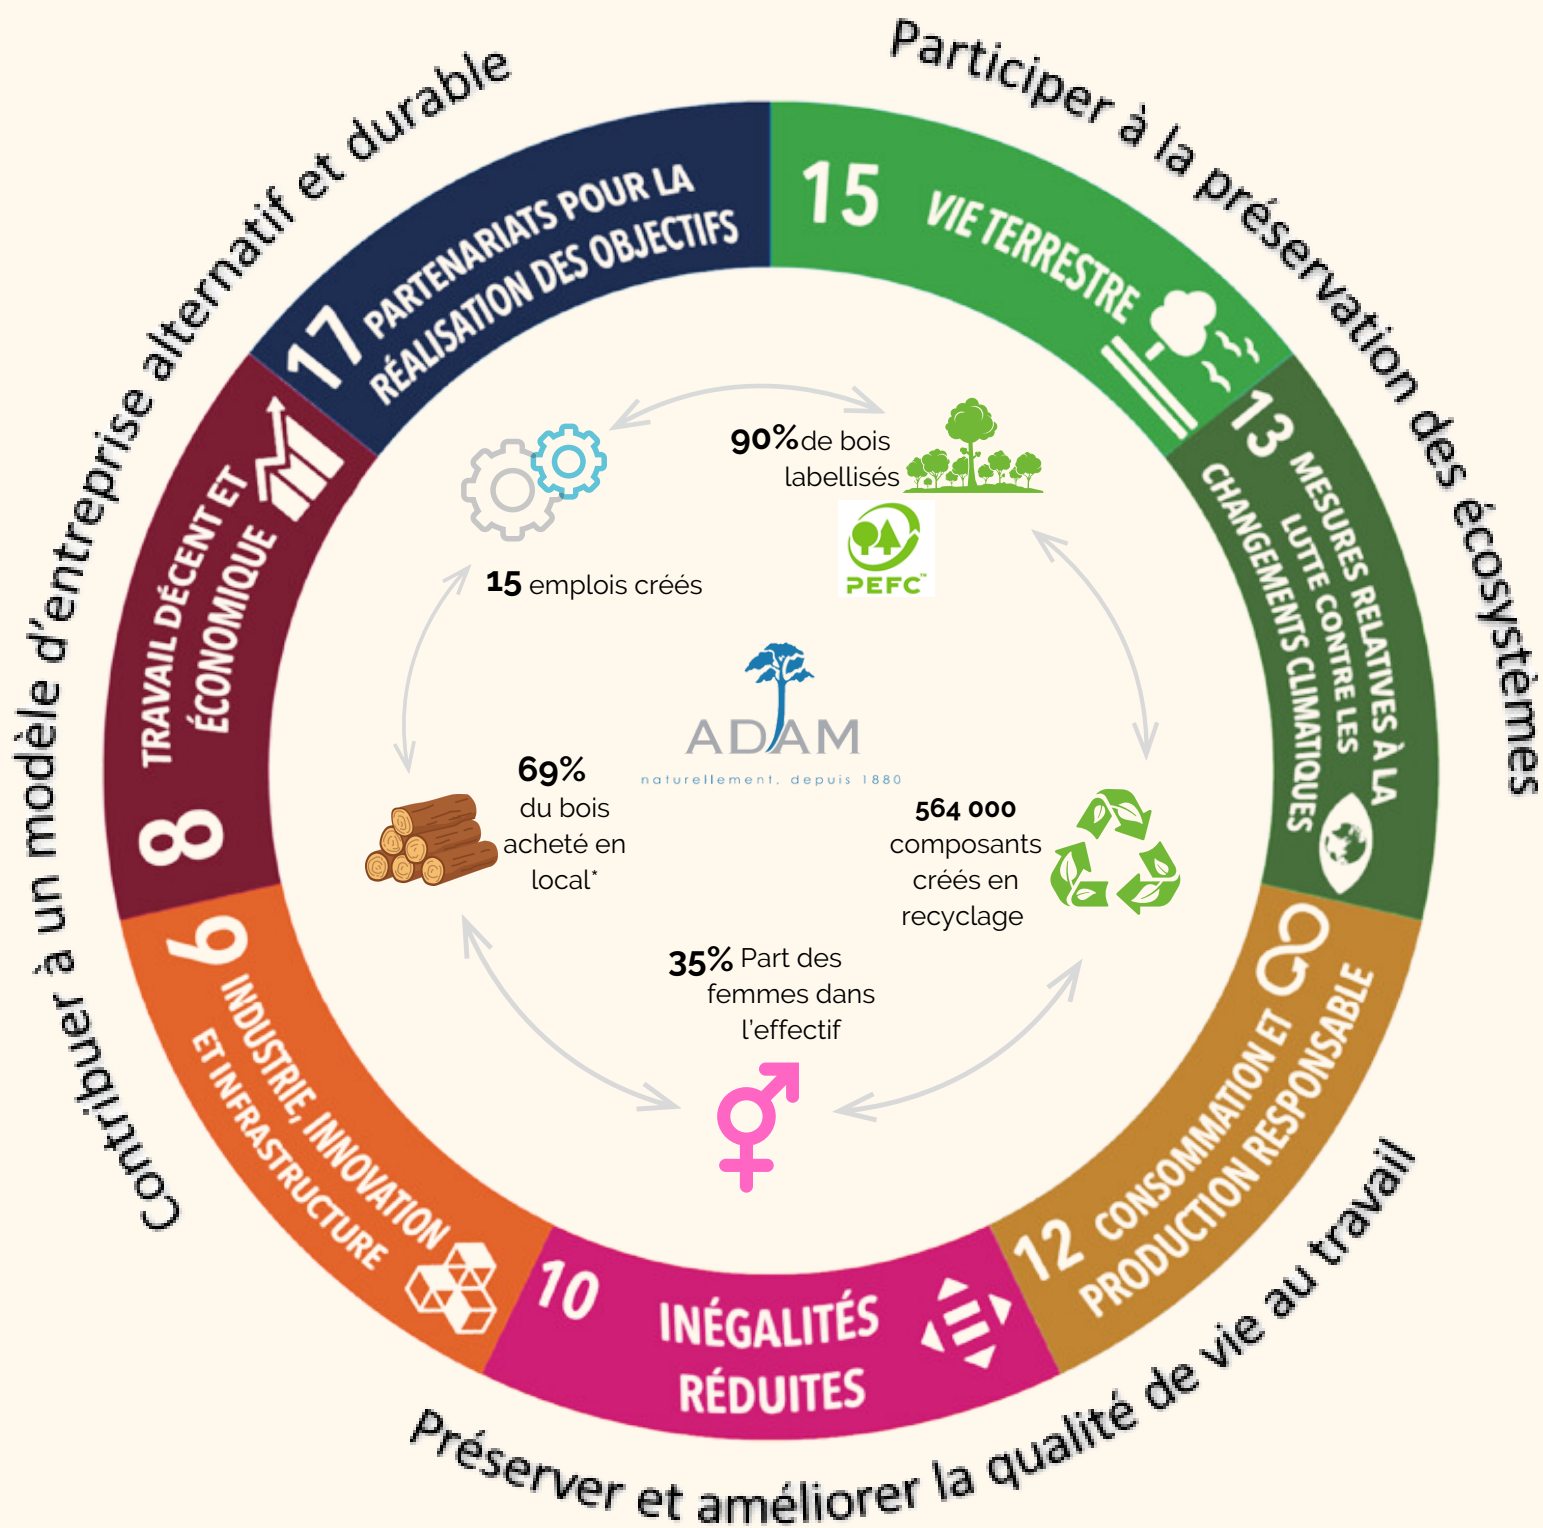 Contribuer à un modèle d'entreprise alternatif et durable
Participer à la préservation des écosystèmes
Préserver et améliorer la qualité de vie au travail
17 PARTENARIATS POUR LA
RÉALISATION DES OBJECTIFS
15 VIE TERRESTRE
13 MESURES RELATIVES À LA
LUTTE CONTRE LES
CHANGEMENTS CLIMATIQUES
12 CONSOMMATION ET
PRODUCTION RESPONSABLE
10 INÉGALITÉS
RÉDUITES
9 INDUSTRIE, INNOVATION
ET INFRASTRUCTURE
8 TRAVAIL DÉCENT ET
ÉCONOMIQUE
90% de bois
labellisés
PEFC™
15 emplois créés
ADAM
naturellement, depuis 1880
69%
du bois
acheté en
local*
564 000
composants
créés en
recyclage
35% Part des
femmes dans
l'effectif